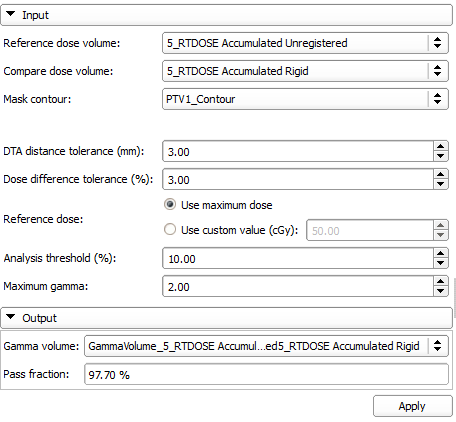 Input
Reference dose volume: 5_RTDOSE Accumulated Unregistered
Compare dose volume: 5_RTDOSE Accumulated Rigid
Mask contour: PTV1_Contour
DTA distance tolerance (mm): 3.00
Dose difference tolerance (%): 3.00
Reference dose: Use maximum dose
Use custom value (cGy): 50.00
Analysis threshold (%): 10.00
Maximum gamma: 2.00
Output
Gamma volume: GammaVolume_5_RTDOSE Accumul...ed5_RTDOSE Accumulated Rigid
Pass fraction: 97.70 %
Apply